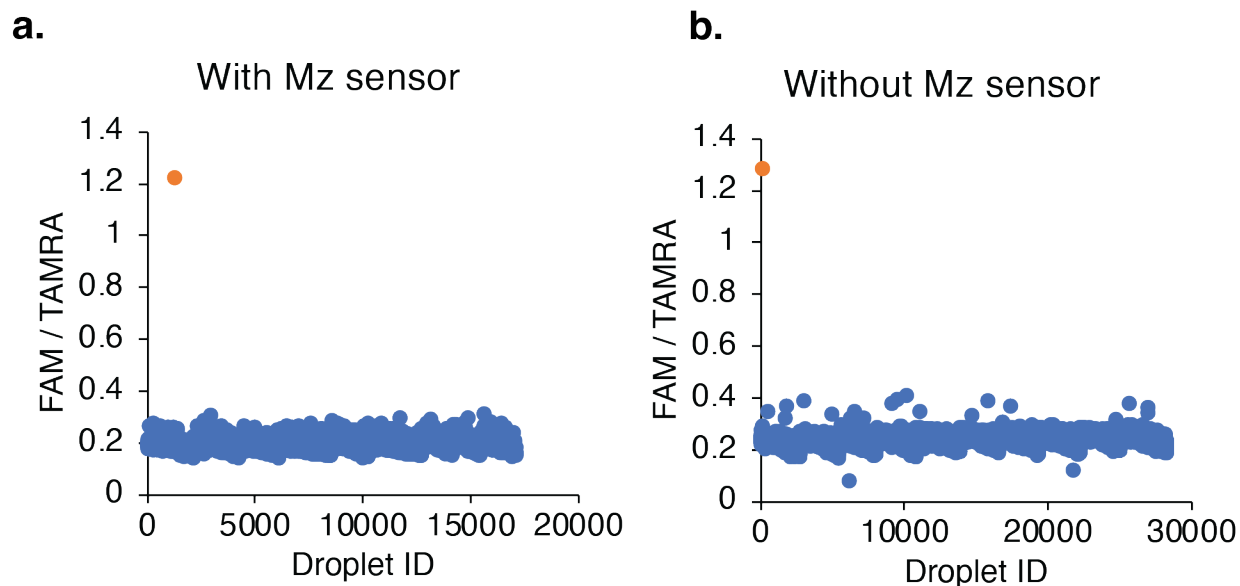 a.
With Mz sensor
1.4
1.2
1
0.8
0.6
0.4
0.2
0
FAM / TAMRA
0 5000 10000 15000 20000
Droplet ID
b.
Without Mz sensor
1.4
1.2
1
0.8
0.6
0.4
0.2
0
FAM / TAMRA
0 10000 20000 30000
Droplet ID